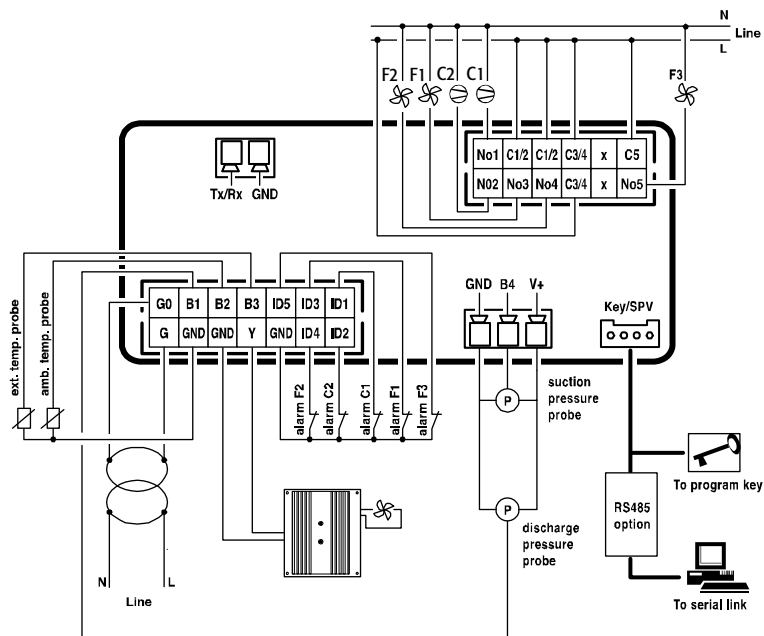 N
Line
L
F2 F1 C2 C1
F3
No1 C1/2 C1/2 C3/4 x C5
N02 No3 No4 C3/4 x No5
Tx/Rx GND
GND B4 V+
Key/SPV
G0 B1 B2 B3 ID5 ID3 ID1
G GND GND Y GND ID4 ID2
ext. temp. probe
amb. temp. probe
alarm F2
alarm C2
alarm C1
alarm F1
alarm F3
P
suction
pressure
probe
To program key
RS485
option
P
discharge
pressure
probe
N L
Line
To serial link